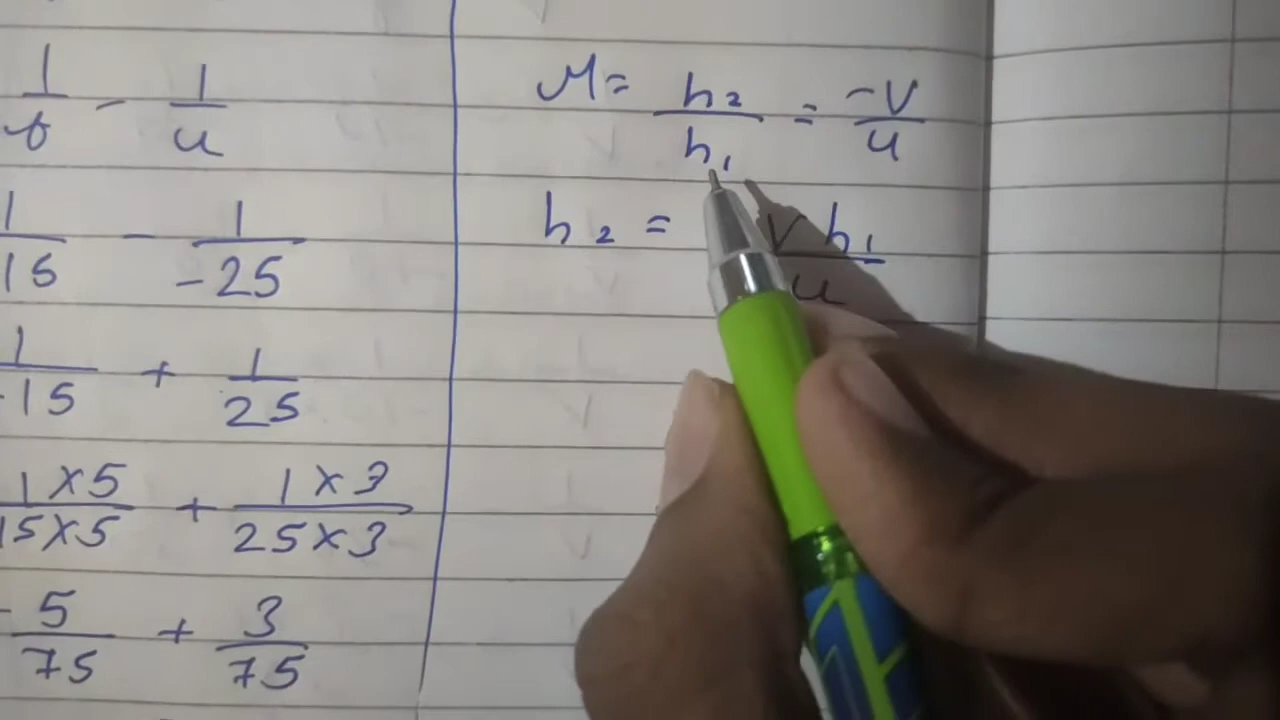 1/f - 1/u
1/15 - 1/-25
1/-15 + 1/25
1×5/15×5 + 1×3/25×3
-5/75 + 3/75
M = h₂/h₁ = -v/u
h₂ = v h₁/u